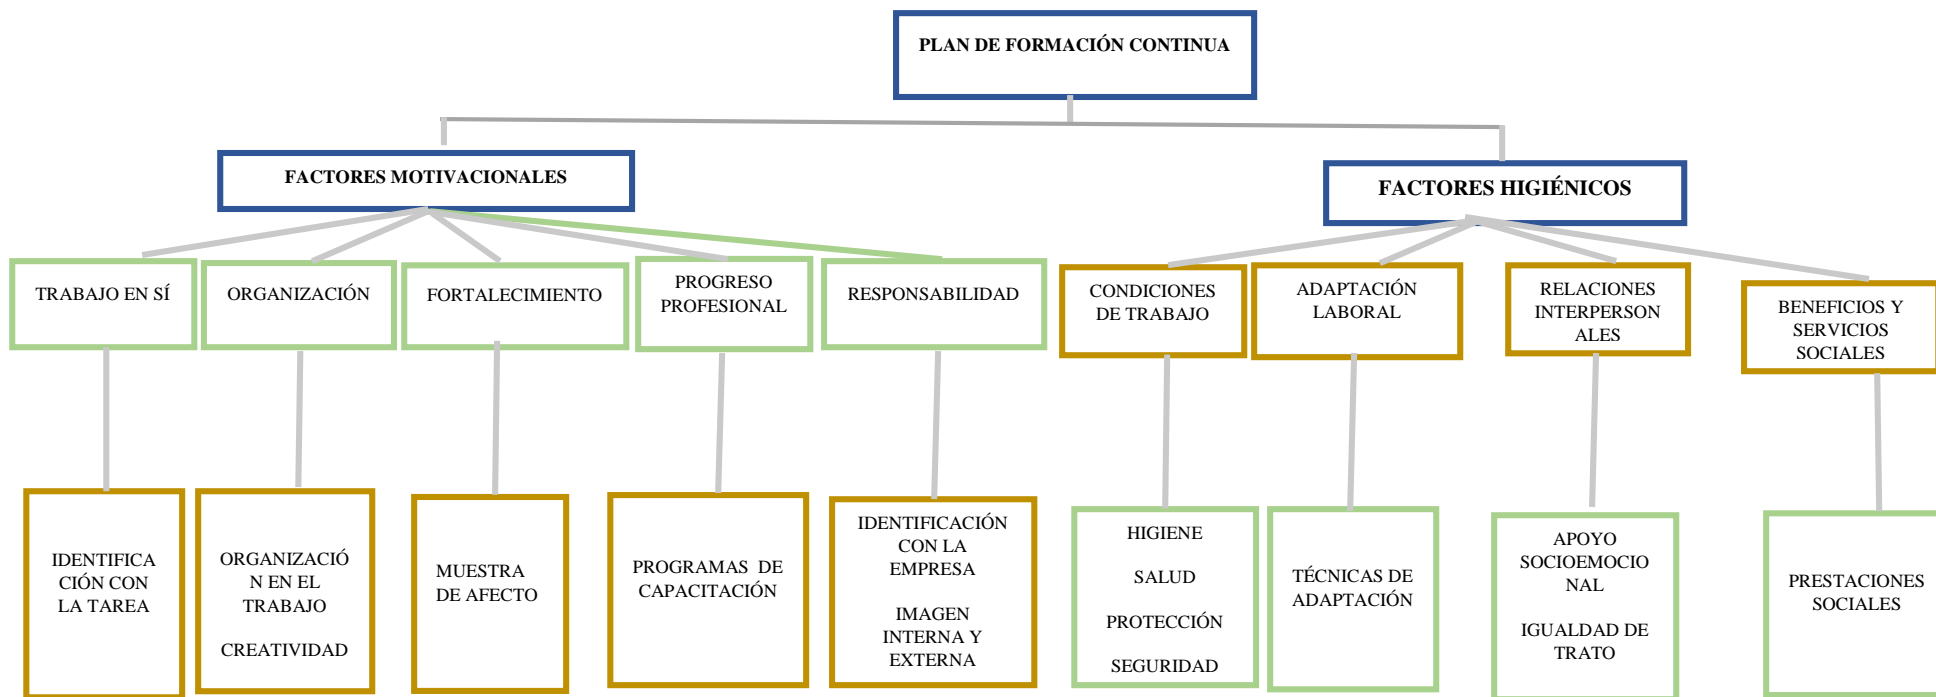 PLAN DE FORMACIÓN CONTINUA
FACTORES MOTIVACIONALES
FACTORES HIGIÉNICOS
TRABAJO EN SÍ
ORGANIZACIÓN
FORTALECIMIENTO
PROGRESO
PROFESIONAL
RESPONSABILIDAD
CONDICIONES
DE TRABAJO
ADAPTACIÓN
LABORAL
RELACIONES
INTERPERSON
ALES
BENEFICIOS Y
SERVICIOS
SOCIALES
IDENTIFICA
CIÓN CON
LA TAREA
ORGANIZACIÓ
N EN EL
TRABAJO
CREATIVIDAD
MUESTRA
DE AFECTO
PROGRAMAS DE
CAPACITACIÓN
IDENTIFICACIÓN
CON LA
EMPRESA
IMAGEN
INTERNA Y
EXTERNA
HIGIENE
SALUD
PROTECCIÓN
SEGURIDAD
TÉCNICAS DE
ADAPTACIÓN
APOYO
SOCIOEMOCIO
NAL
IGUALDAD DE
TRATO
PRESTACIONES
SOCIALES